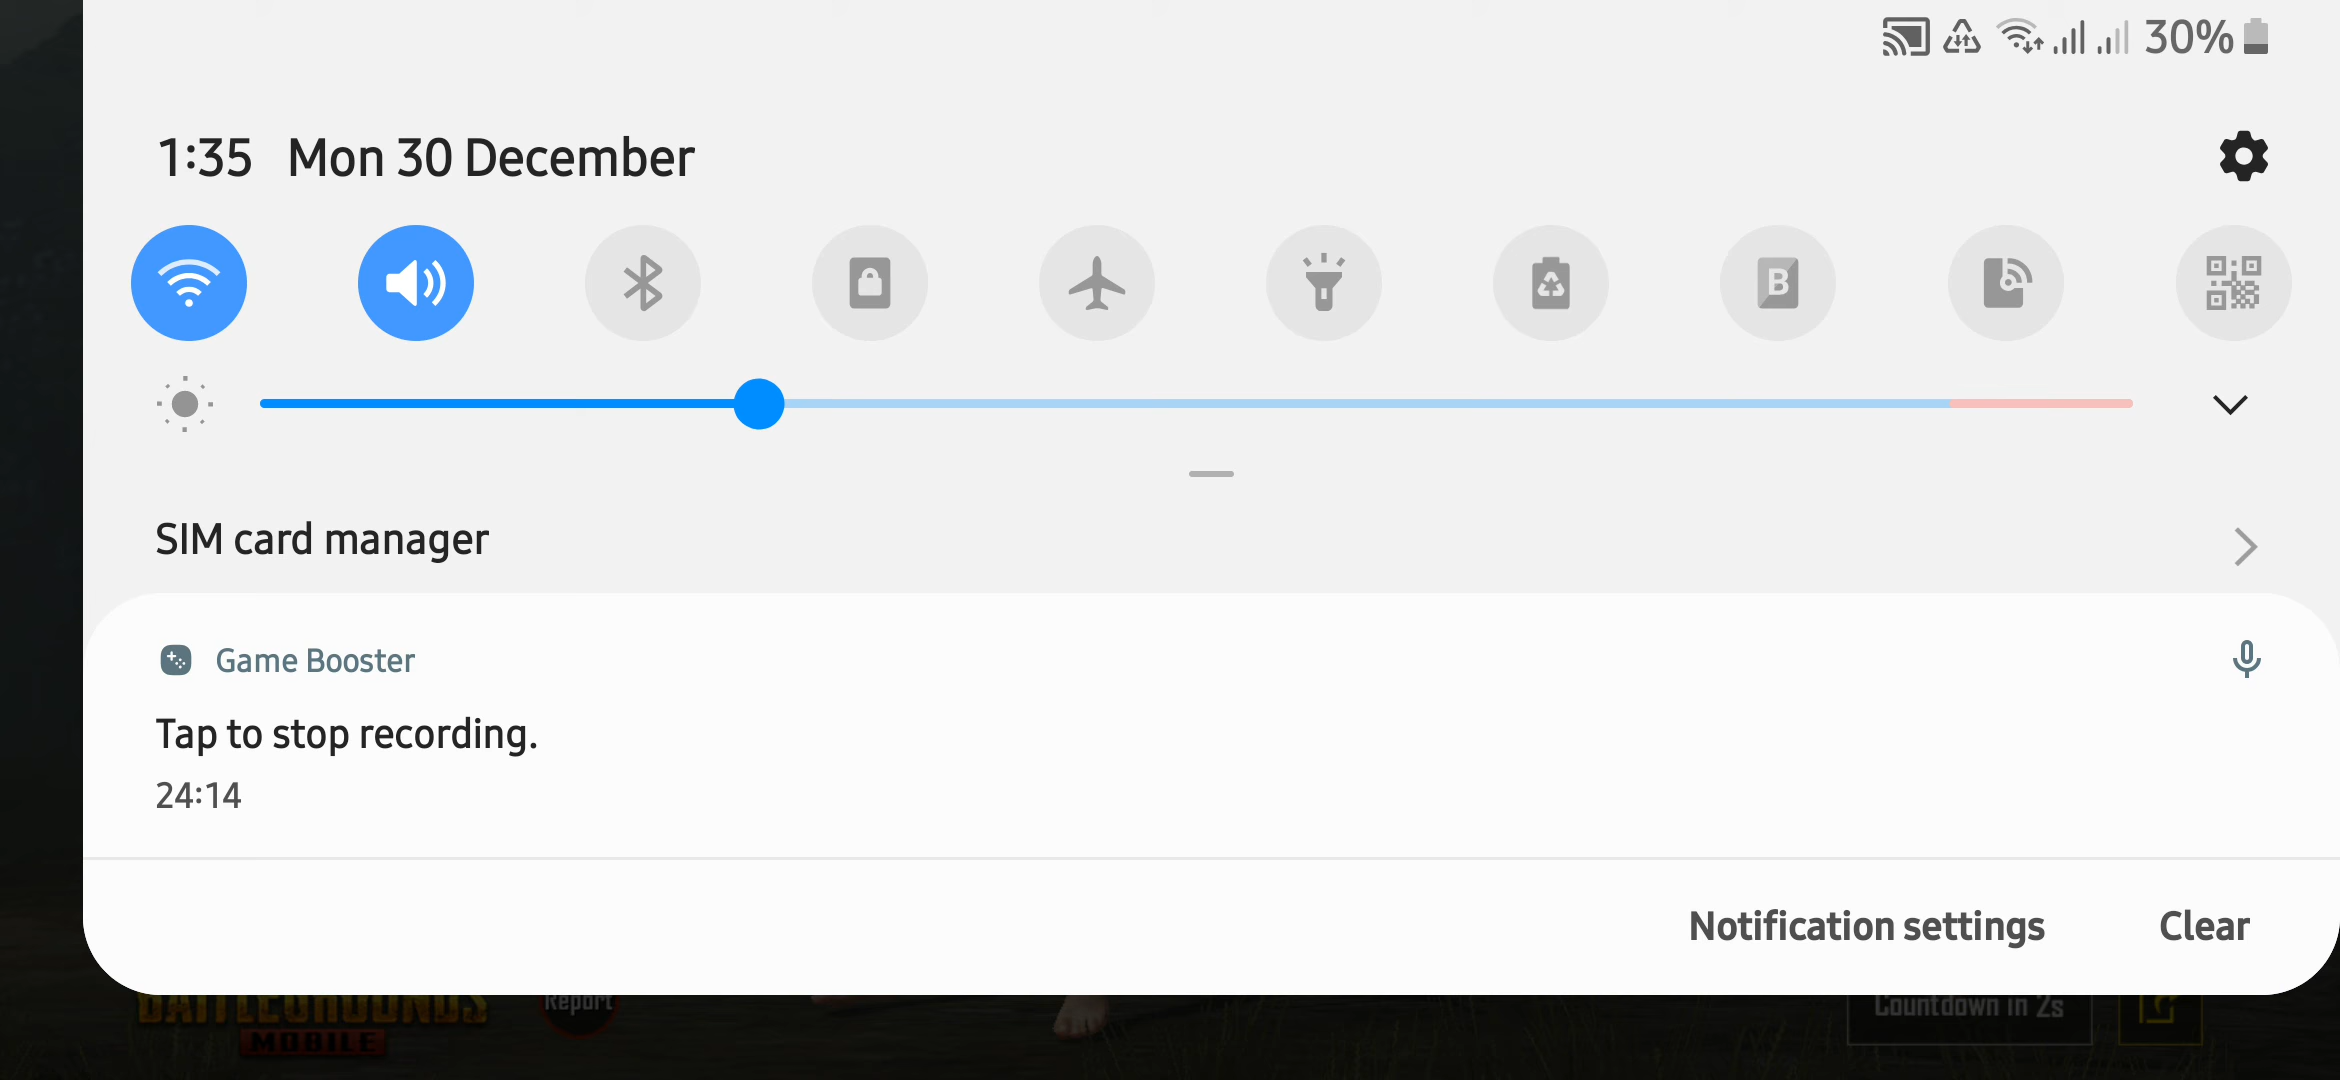 30%
1:35 Mon 30 December
B
SIM card manager
Game Booster
Tap to stop recording.
24:14
Notification settings
Clear
BATTLEGROUNDS
MOBILE
Report
Countdown in 2s